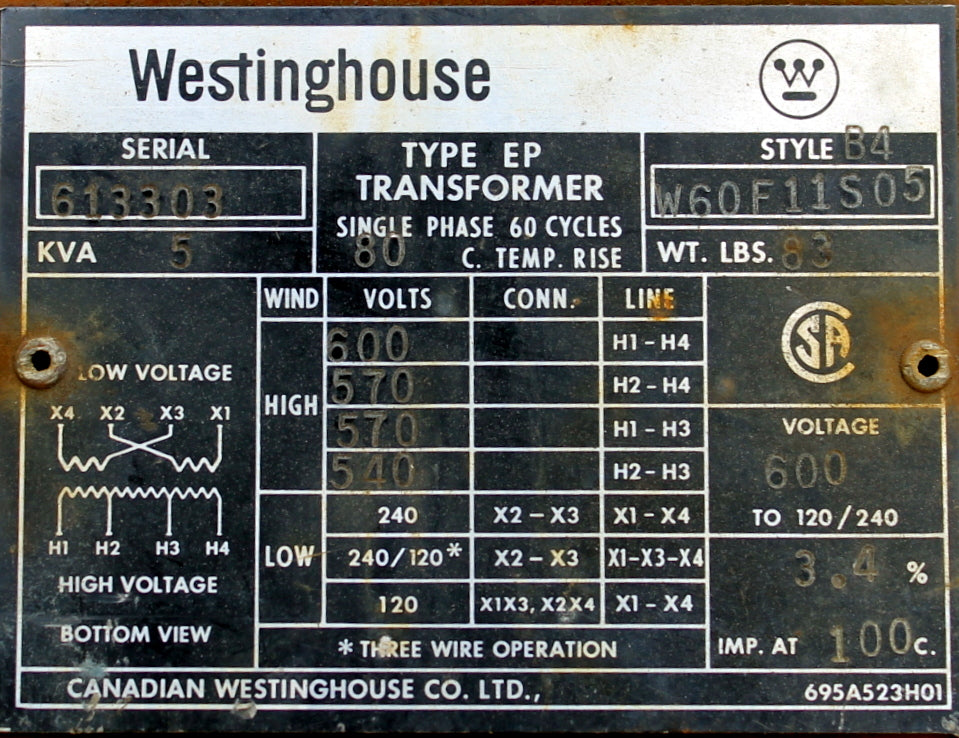 Westinghouse
SERIAL
613303
TYPE EP
TRANSFORMER
SINGLE PHASE 60 CYCLES
80 C. TEMP. RISE
STYLE B4
W60F11S05
KVA 5
WT. LBS. 83
WIND VOLTS CONN. LINE
HIGH
600 H1-H4
570 H2-H4
570 H1-H3
540 H2-H3
LOW
240 X2-X3 X1-X4
240/120* X2-X3 X1-X3-X4
120 X1X3, X2X4 X1-X4
* THREE WIRE OPERATION
LOW VOLTAGE
X4 X2 X3 X1
H1 H2 H3 H4
HIGH VOLTAGE
BOTTOM VIEW
CSA
VOLTAGE
600
TO 120/240
3.4 %
IMP. AT 100 C.
CANADIAN WESTINGHOUSE CO. LTD.,
695A523H01